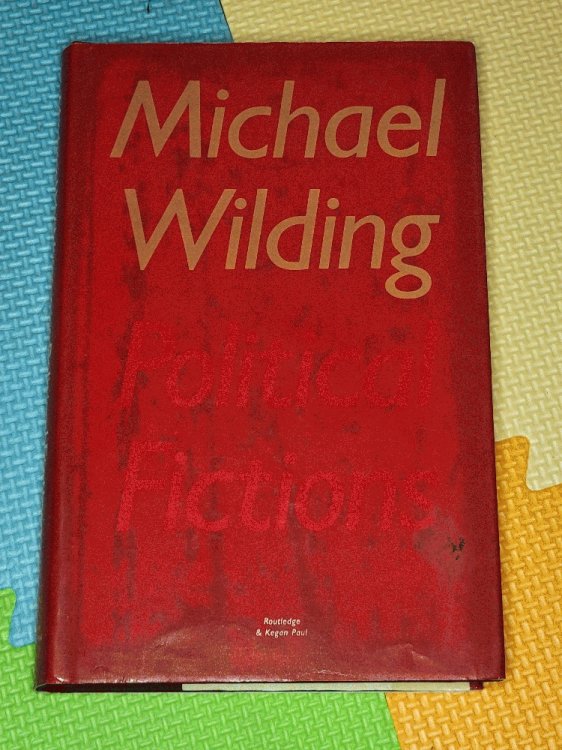 Michael
Wilding
Political
Fictions
Routledge
& Kegan Paul